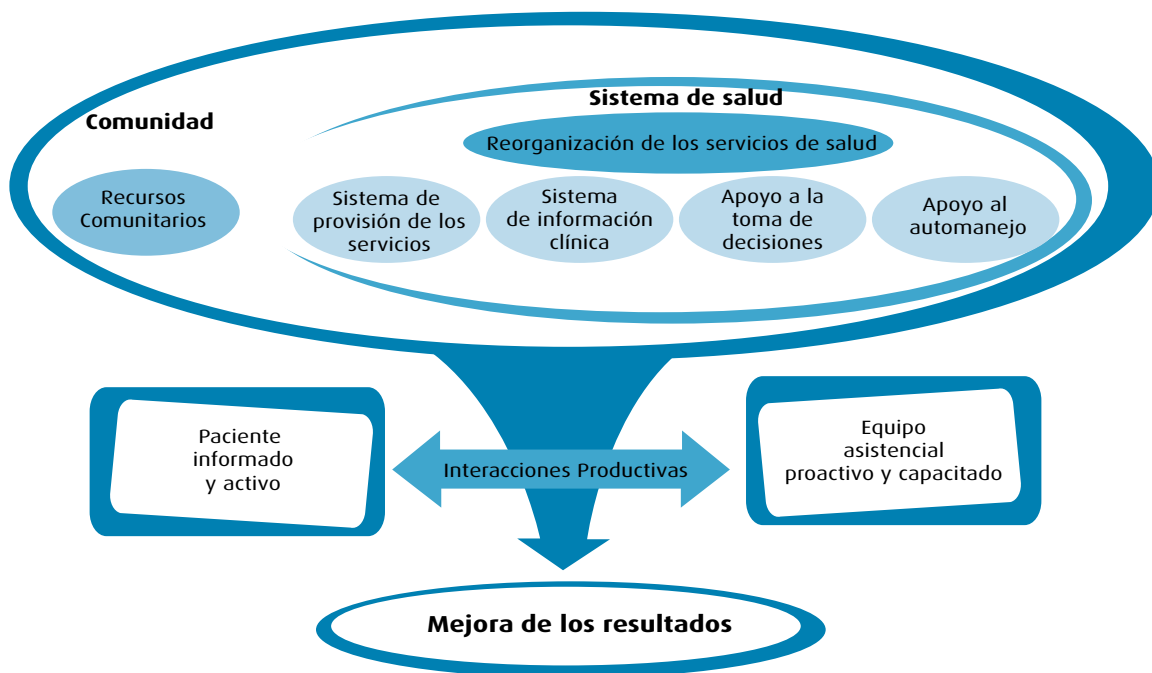 Comunidad
Sistema de salud
Reorganización de los servicios de salud
Recursos
Comunitarios
Sistema de
provisión de los
servicios
Sistema
de información
clínica
Apoyo a la
toma de
decisiones
Apoyo al
automanejo
Paciente
informado
y activo
Interacciones Productivas
Equipo
asistencial
proactivo y capacitado
Mejora de los resultados